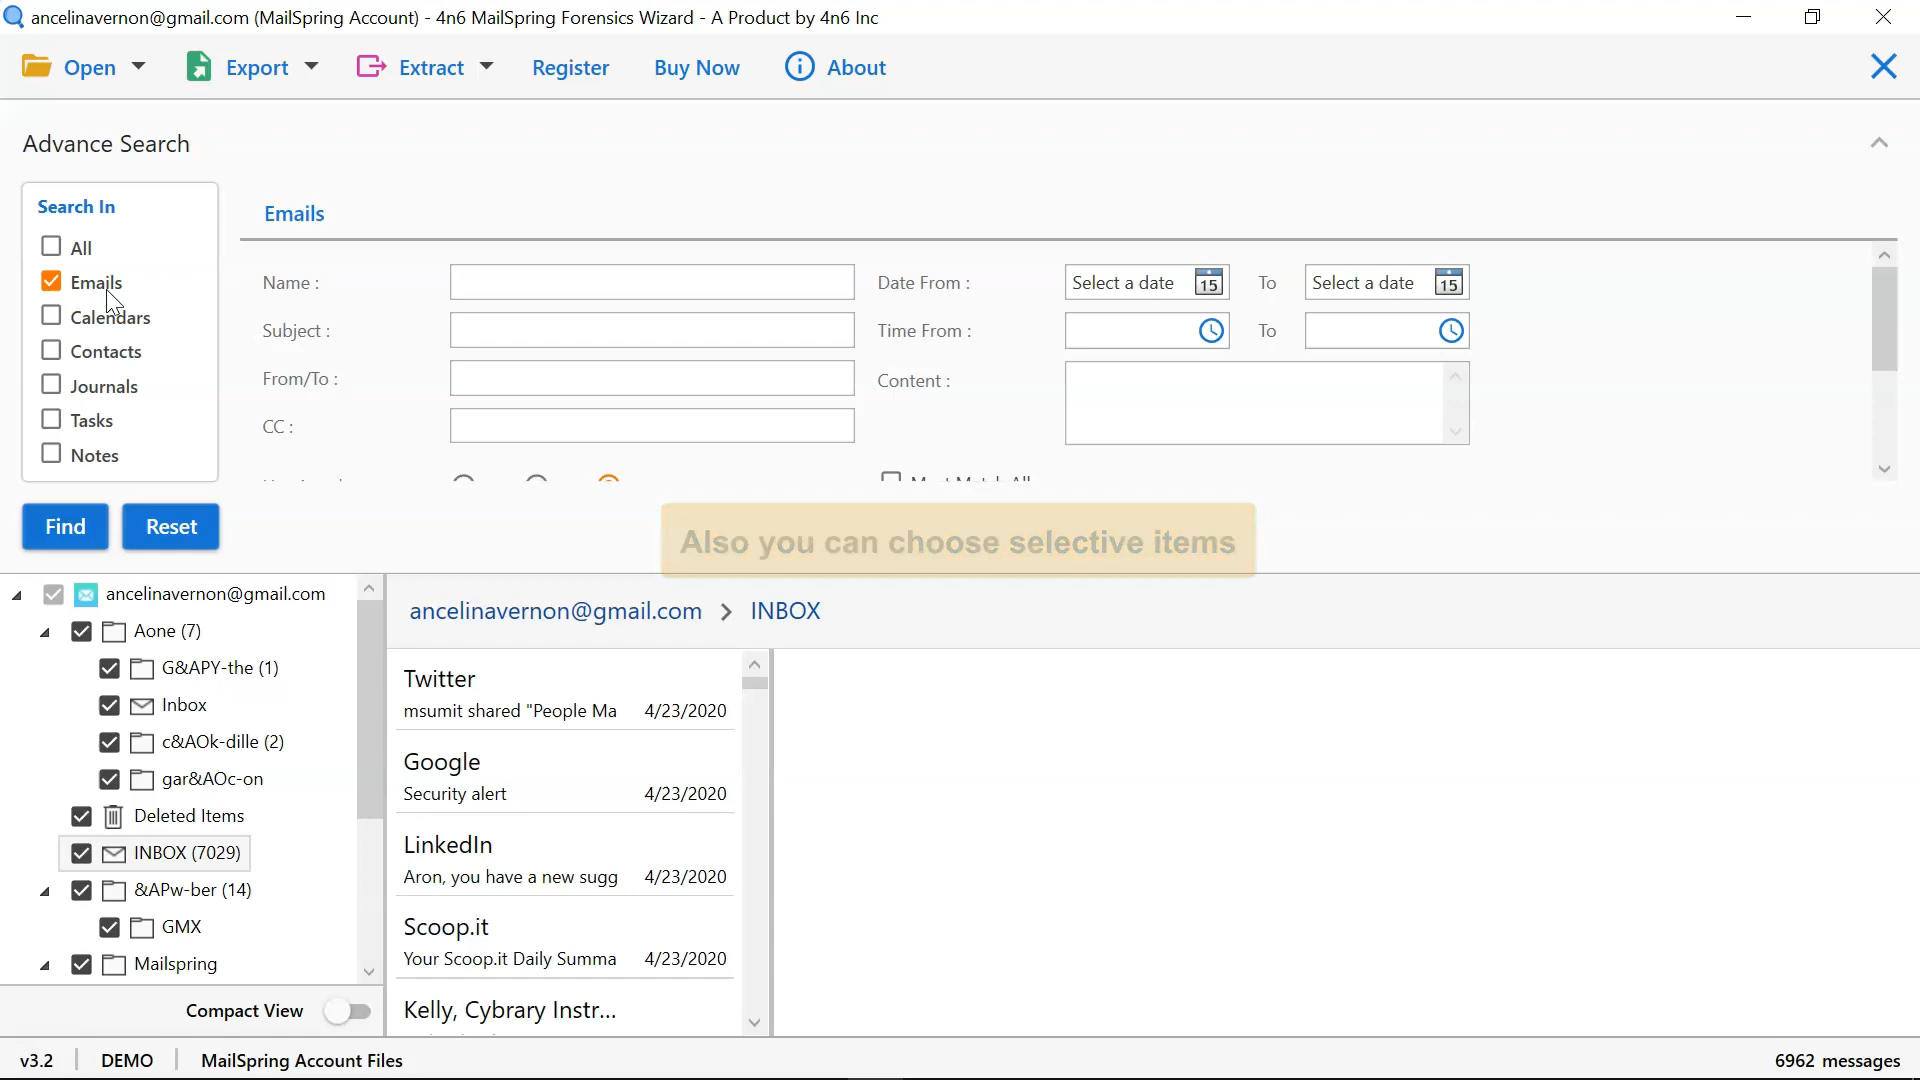 ancelinavernon@gmail.com (MailSpring Account) - 4n6 MailSpring Forensics Wizard - A Product by 4n6 Inc
Open Export Extract Register Buy Now About
Advance Search
Search In
All
Emails
Calendars
Contacts
Journals
Tasks
Notes
Emails
Name :
Subject :
From/To :
CC :
Date From : Select a date 15 To Select a date 15
Time From : To
Content :
Must Match All
Find Reset
Also you can choose selective items
ancelinavernon@gmail.com
Aone (7)
G&APY-the (1)
Inbox
c&AOk-dille (2)
gar&AOc-on
Deleted Items
INBOX (7029)
&APw-ber (14)
GMX
Mailspring
Compact View
ancelinavernon@gmail.com > INBOX
Twitter
msumit shared "People Ma 4/23/2020
Google
Security alert 4/23/2020
LinkedIn
Aron, you have a new sugg 4/23/2020
Scoop.it
Your Scoop.it Daily Summa 4/23/2020
Kelly, Cybrary Instr...
v3.2 DEMO MailSpring Account Files 6962 messages